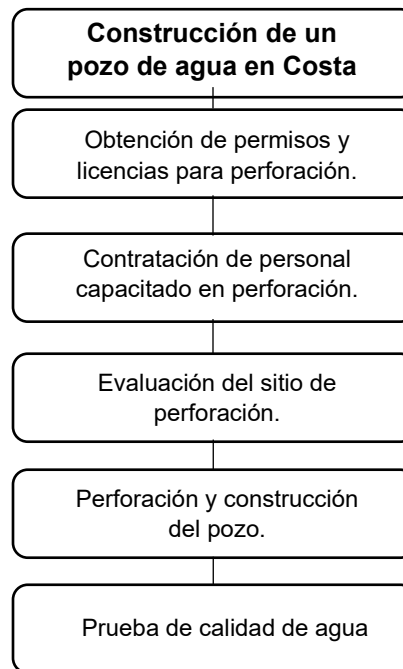 Construcción de un
pozo de agua en Costa
Obtención de permisos y
licencias para perforación.
Contratación de personal
capacitado en perforación.
Evaluación del sitio de
perforación.
Perforación y construcción
del pozo.
Prueba de calidad de agua